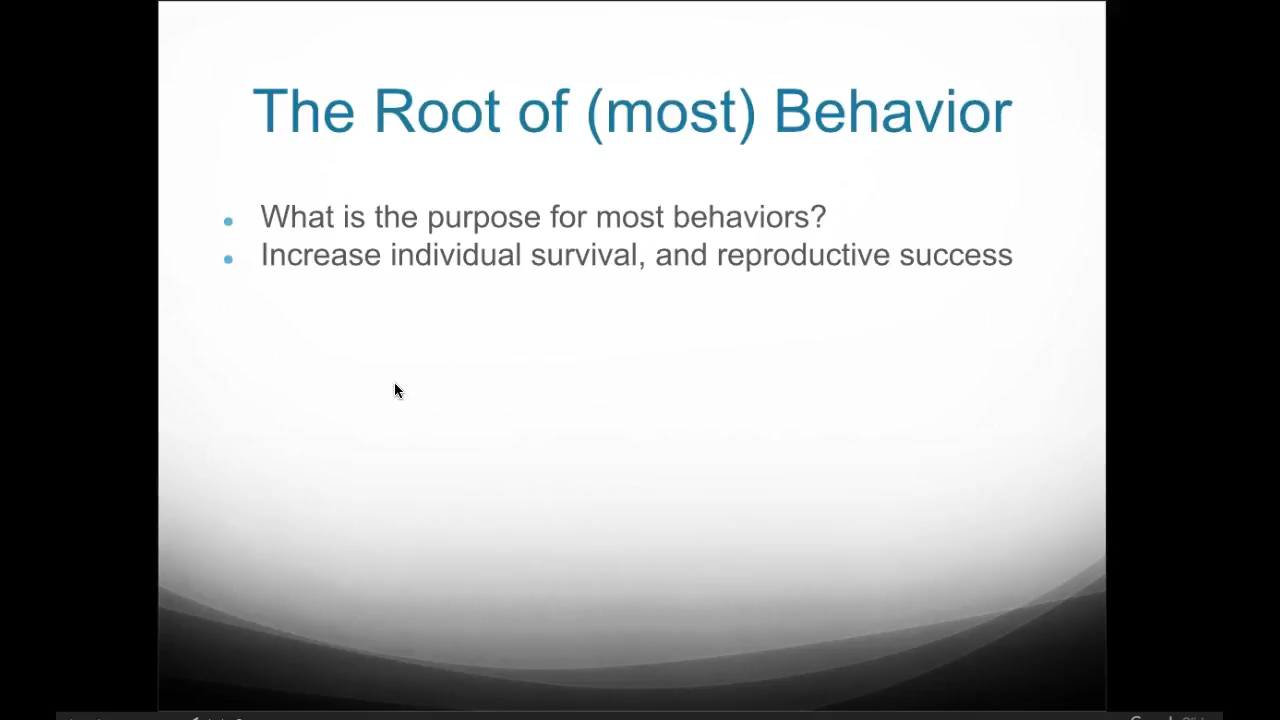 The Root of (most) Behavior
What is the purpose for most behaviors?
Increase individual survival, and reproductive success